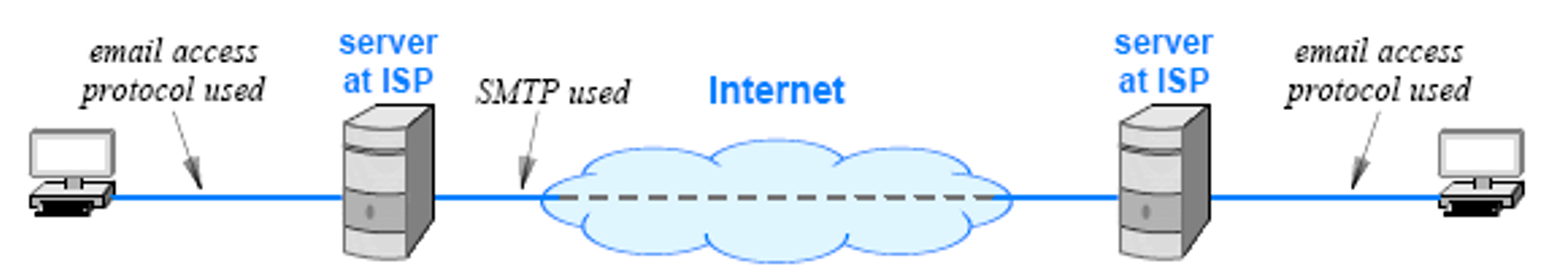 email access
protocol used
server
at ISP
SMTP used
Internet
server
at ISP
email access
protocol used